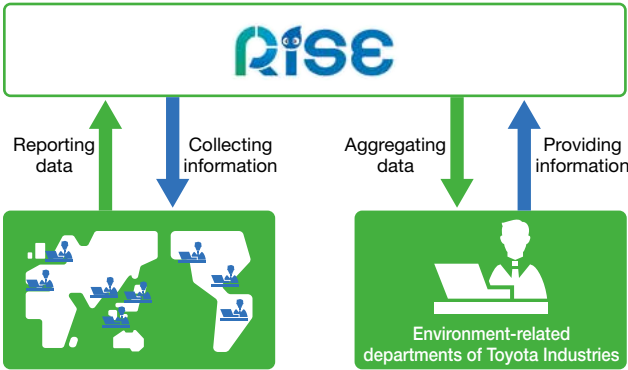 RiSE
Reporting
data
Collecting
information
Aggregating
data
Providing
information
Environment-related
departments of Toyota Industries